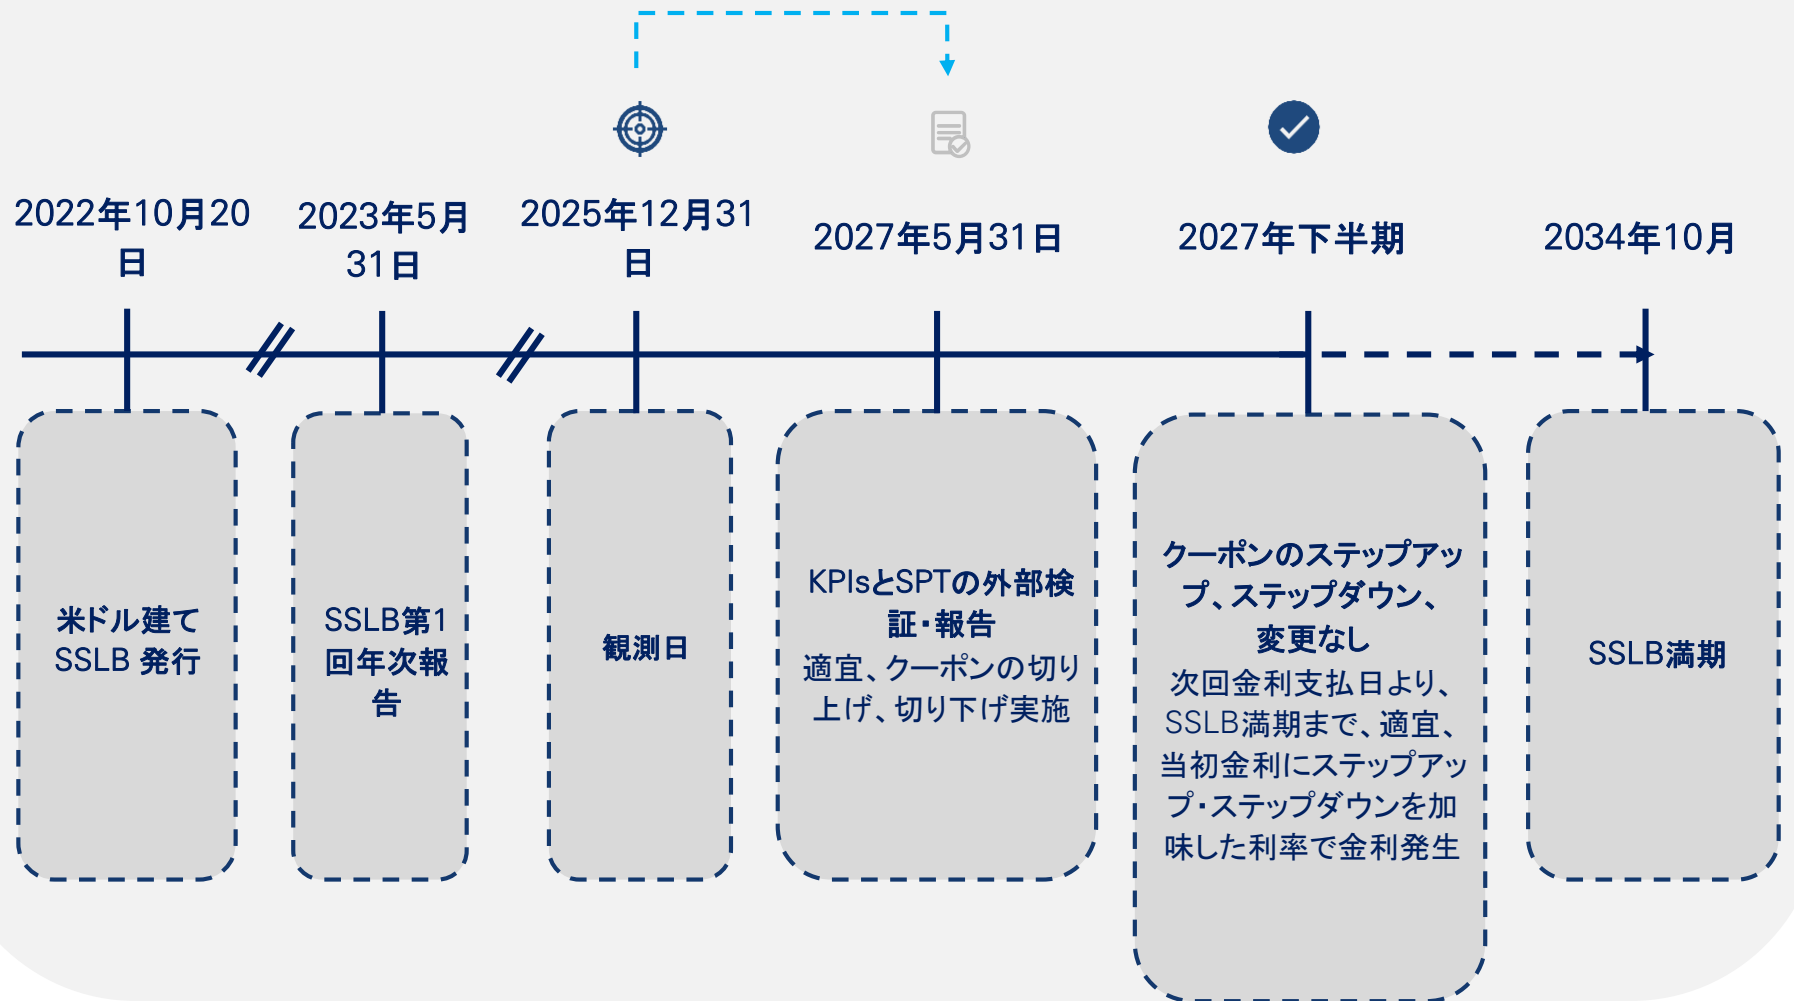 2022年10月20
日
2023年5月
31日
2025年12月31
日
2027年5月31日
2027年下半期
2034年10月
米ドル建て
SSLB 発行
SSLB第1
回年次報
告
観測日
KPIsとSPTの外部検
証・報告
適宜、クーポンの切り
上げ、切り下げ実施
クーポンのステップアッ
プ、ステップダウン、
変更なし
次回金利支払日より、
SSLB満期まで、適宜、
当初金利にステップアッ
プ・ステップダウンを加
味した利率で金利発生
SSLB満期